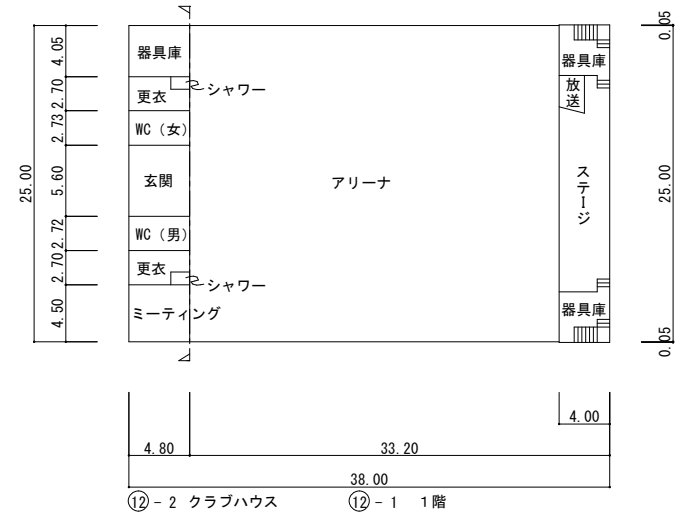 器具庫
更衣
シャワー
WC（女）
玄関
WC（男）
更衣
シャワー
ミーティング
アリーナ
器具庫
放送
ステージ
器具庫
25.00
4.05
2.70
2.73
5.60
2.72
2.70
4.50
0.05
25.00
0.05
4.00
4.80
33.20
38.00
⑫－2 クラブハウス
⑫－1 1階